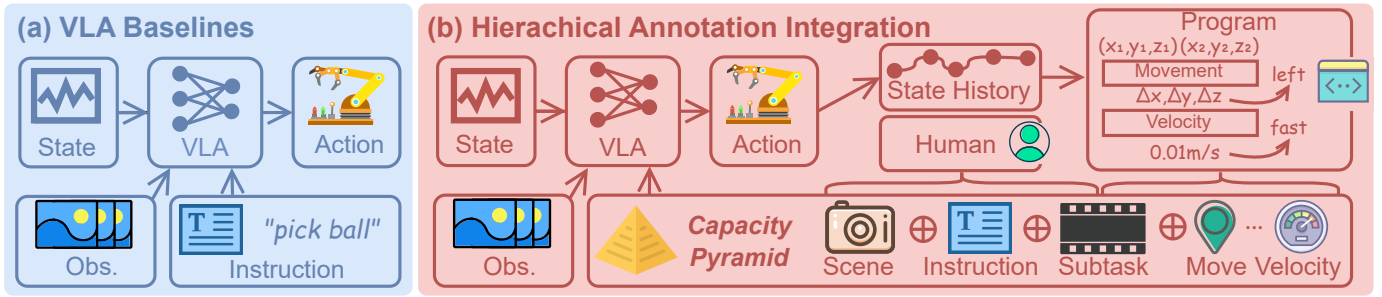 (a) VLA Baselines
State
VLA
Action
Obs.
T
"pick ball"
Instruction
(b) Hierachical Annotation Integration
State
VLA
Action
State History
Human
Program
(x₁,y₁,z₁)(x₂,y₂,z₂)
Movement
left
Δx,Δy,Δz
Velocity
fast
0.01m/s
<··>
Obs.
Capacity
Pyramid
Scene
⊕
T
Instruction
⊕
Subtask
⊕
Move
...
Velocity